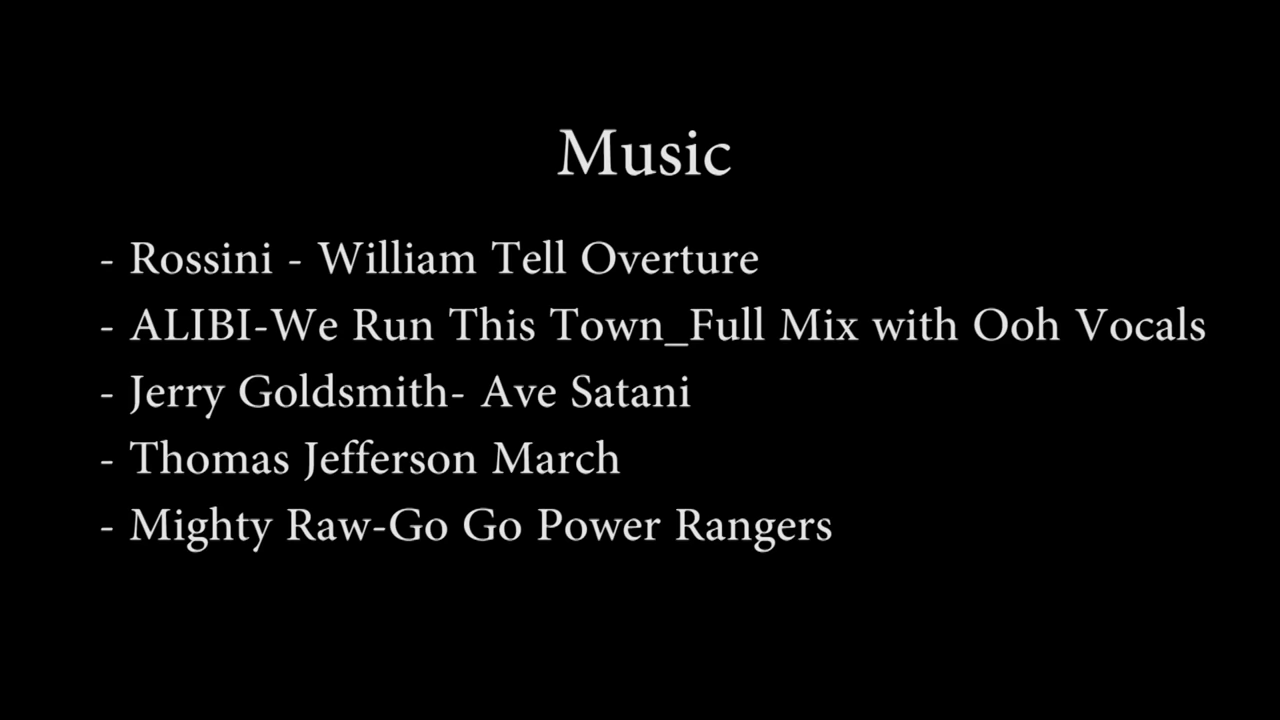 Music
- Rossini - William Tell Overture
- ALIBI-We Run This Town_Full Mix with Ooh Vocals
- Jerry Goldsmith- Ave Satani
- Thomas Jefferson March
- Mighty Raw-Go Go Power Rangers